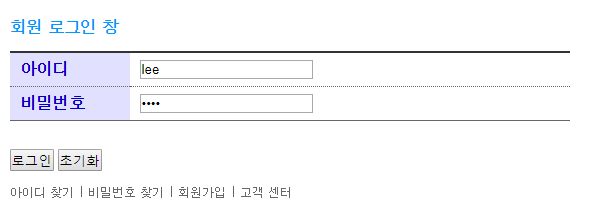 회원 로그인 창
아이디 lee
비밀번호 ••••
로그인 초기화
아이디 찾기 | 비밀번호 찾기 | 회원가입 | 고객 센터